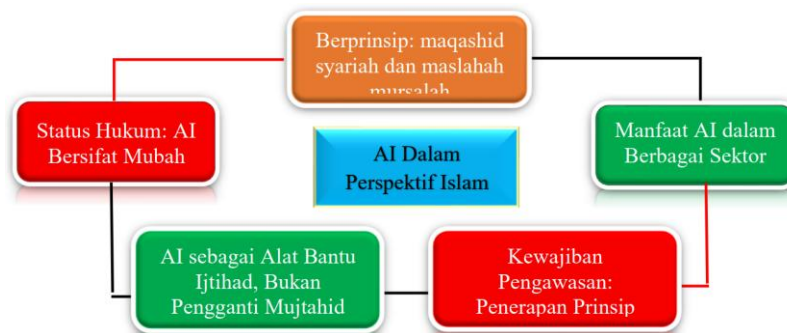 Berprinsip: maqashid
syariah dan maslahah
mursalah
Status Hukum: AI
Bersifat Mubah
Manfaat AI dalam
Berbagai Sektor
AI Dalam
Perspektif Islam
AI sebagai Alat Bantu
Ijtihad, Bukan
Pengganti Mujtahid
Kewajiban
Pengawasan:
Penerapan Prinsip